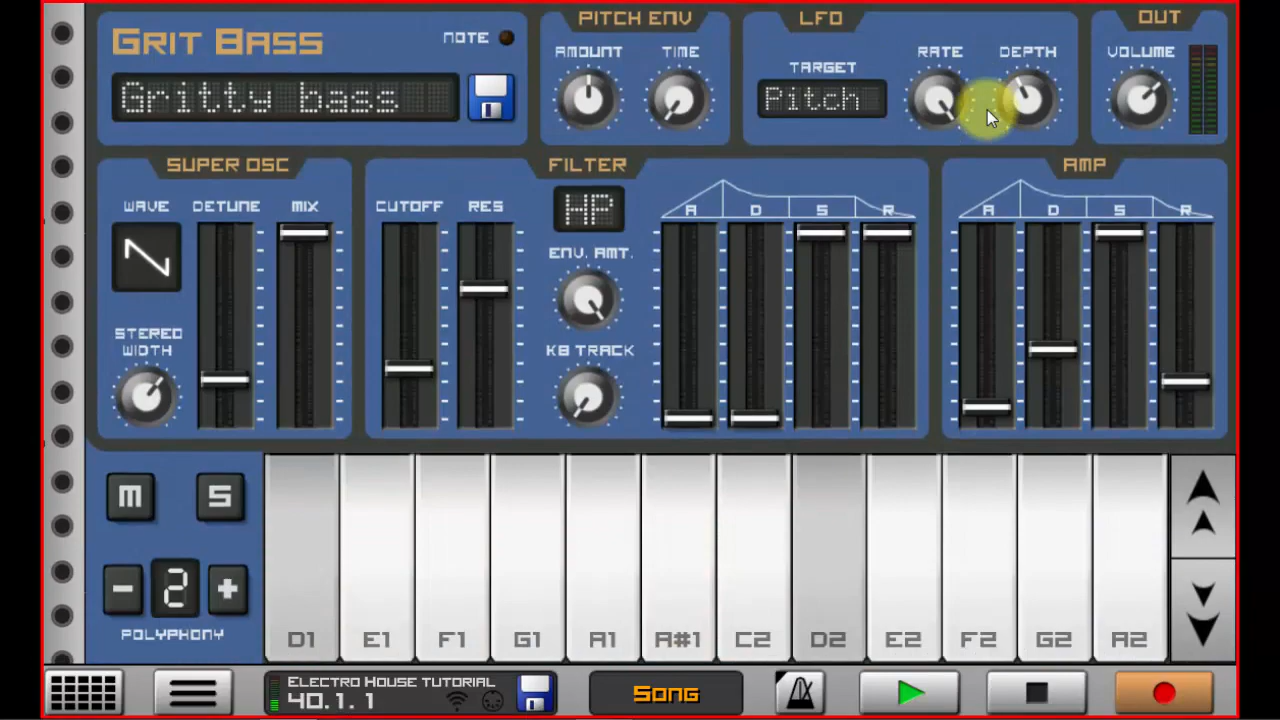 GRIT BASS
NOTE
Gritty bass
PITCH ENV
AMOUNT TIME
LFO
TARGET
Pitch
RATE DEPTH
OUT
VOLUME
SUPER OSC
WAVE DETUNE MIX
STEREO WIDTH
FILTER
CUTOFF RES
HP
ENV. AMT.
KB TRACK
A D S R
AMP
A D S R
M S
- 2 +
POLYPHONY
D1 E1 F1 G1 A1 A#1 C2 D2 E2 F2 G2 A2
ELECTRO HOUSE TUTORIAL
40.1.1
SONG